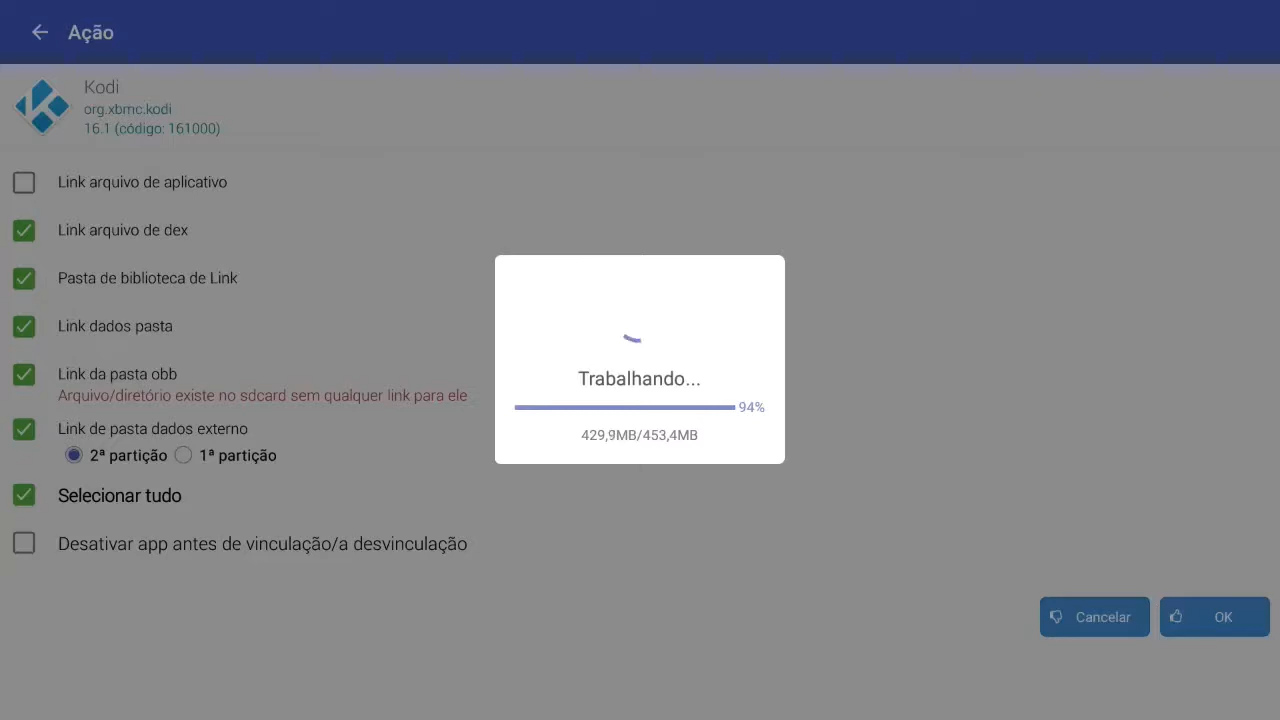 Ação
Kodi
org.xbmc.kodi
16.1 (código: 161000)
Link arquivo de aplicativo
Link arquivo de dex
Pasta de biblioteca de Link
Link dados pasta
Link da pasta obb
Arquivo/diretório existe no sdcard sem qualquer link para ele
Link de pasta dados externo
2ª partição 1ª partição
Selecionar tudo
Desativar app antes de vinculação/a desvinculação
Trabalhando...
94%
429,9MB/453,4MB
Cancelar OK